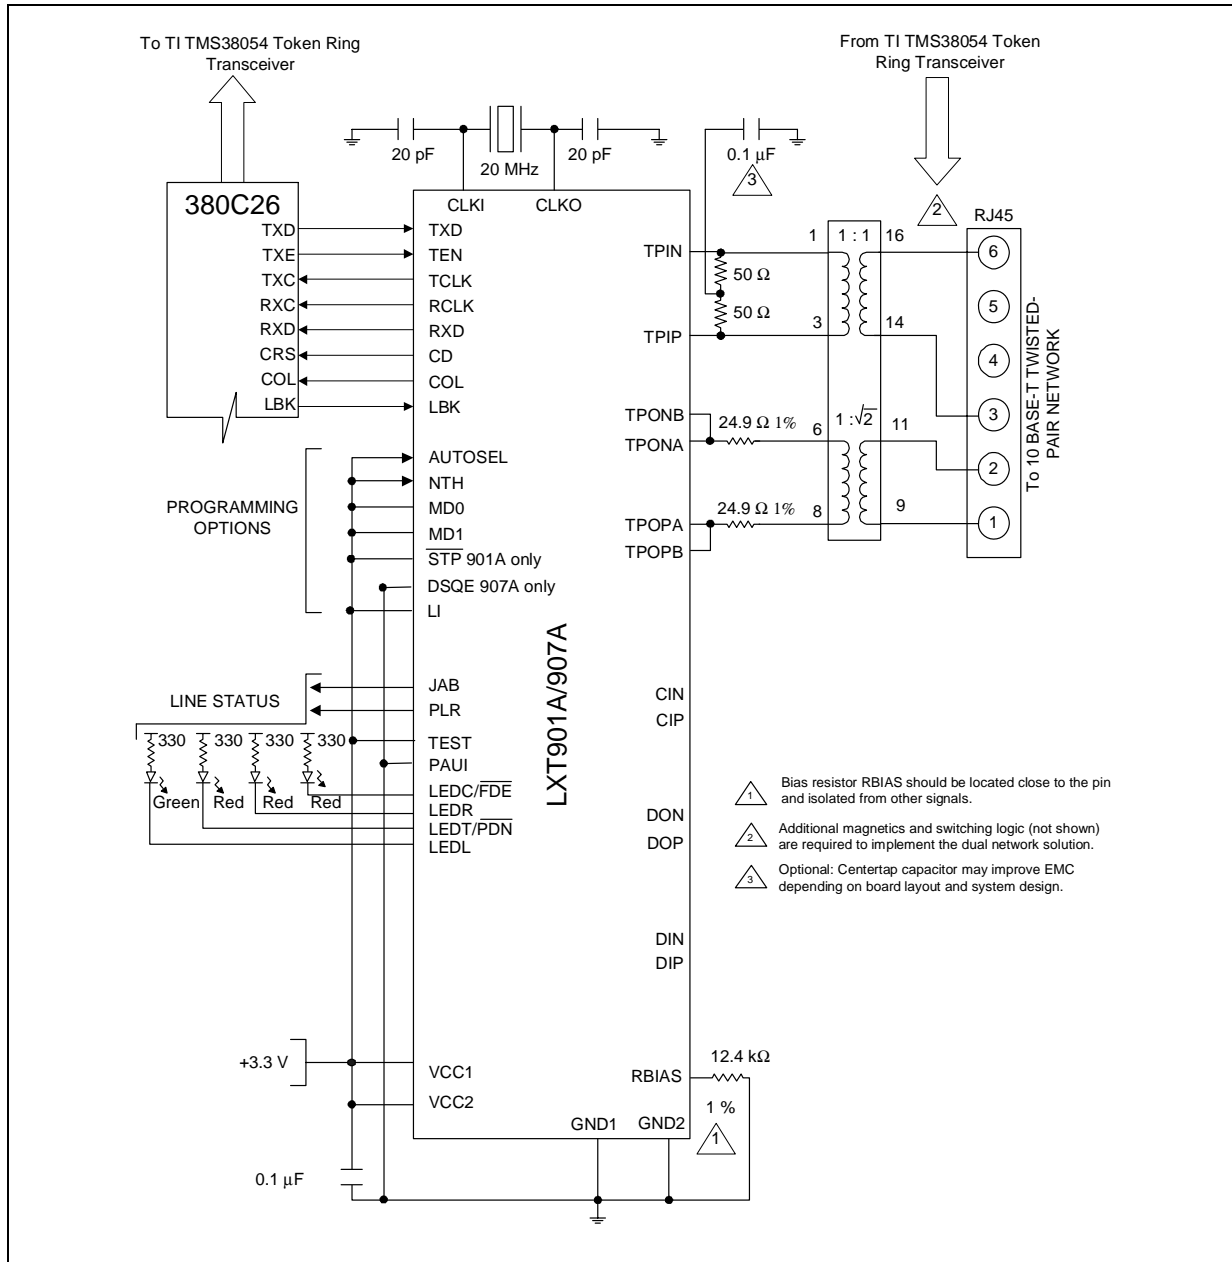 To TI TMS38054 Token Ring
Transceiver
From TI TMS38054 Token
Ring Transceiver
20 pF
20 MHz
20 pF
0.1 µF
3
2
RJ45
380C26
TXD
TXE
TXC
RXC
RXD
CRS
COL
LBK
CLKI
CLKO
TXD
TEN
TCLK
RCLK
RXD
CD
COL
LBK
PROGRAMMING
OPTIONS
AUTOSEL
NTH
MD0
MD1
STP 901A only
DSQE 907A only
LI
LINE STATUS
JAB
PLR
TEST
PAUI
LEDC/FDE
LEDR
LEDT/PDN
LEDL
330
330
330
330
Green
Red
Red
Red
LXT901A/907A
TPIN
TPIP
TPONB
TPONA
TPOPA
TPOPB
CIN
CIP
DON
DOP
DIN
DIP
RBIAS
50 Ω
50 Ω
24.9 Ω 1%
24.9 Ω 1%
1
1 : 1
16
3
14
6
1 :√2
11
8
9
6
5
4
3
2
1
To 10 BASE-T TWISTED-
PAIR NETWORK
1
Bias resistor RBIAS should be located close to the pin
and isolated from other signals.
2
Additional magnetics and switching logic (not shown)
are required to implement the dual network solution.
3
Optional: Centertap capacitor may improve EMC
depending on board layout and system design.
+3.3 V
VCC1
VCC2
GND1
GND2
12.4 kΩ
1 %
1
0.1 µF